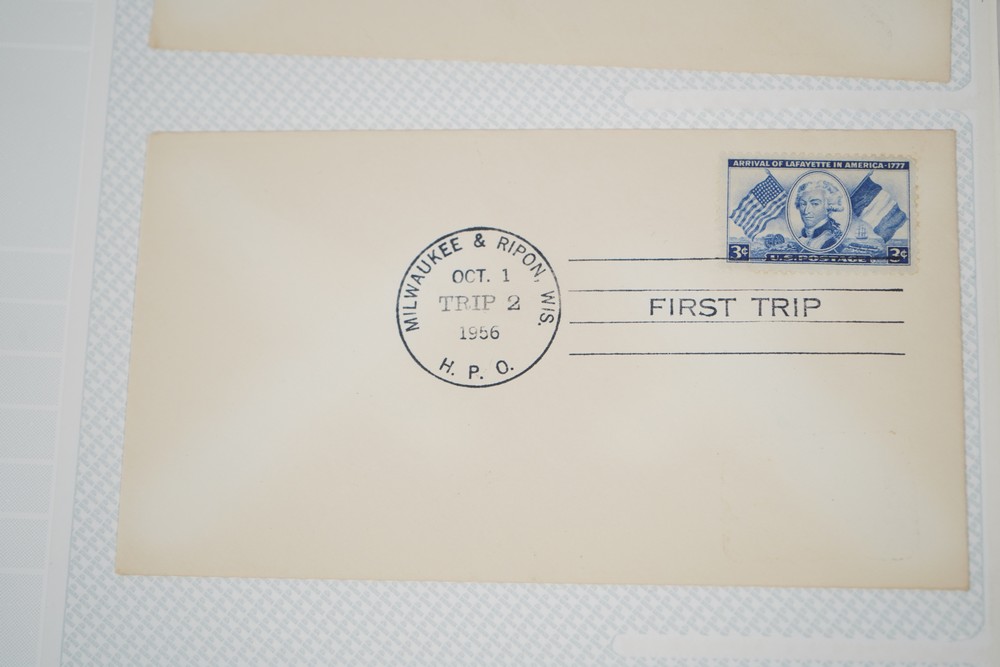 ARRIVAL OF LAFAYETTE IN AMERICA-1777
3¢ U.S. POSTAGE 3¢
MILWAUKEE & RIPON, WIS.
OCT. 1
TRIP 2
1956
H. P. O.
FIRST TRIP